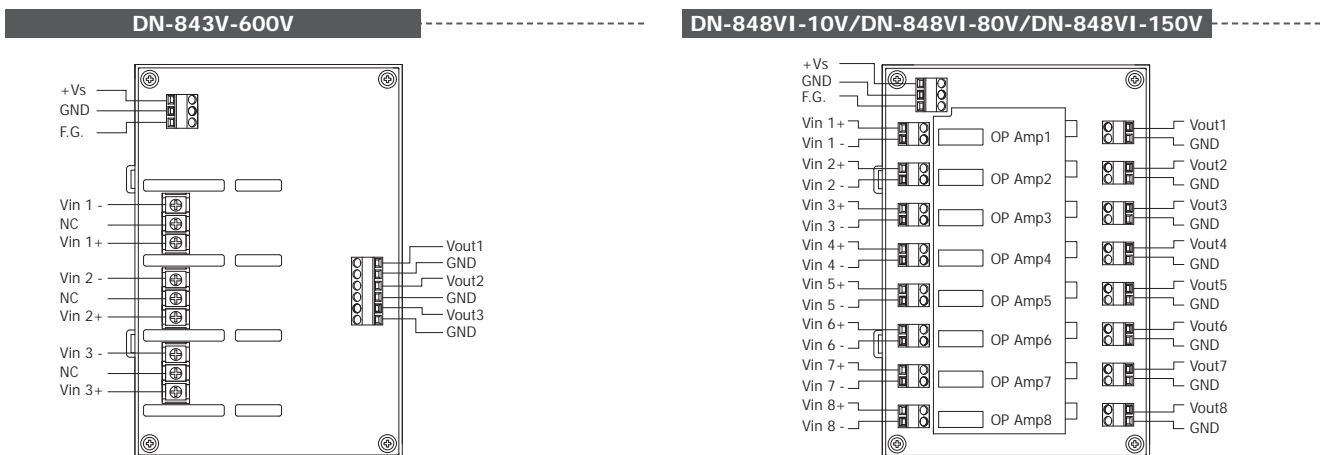 DN-843V-600V
+Vs
GND
F.G.
Vin 1 -
NC
Vin 1+
Vin 2 -
NC
Vin 2+
Vin 3 -
NC
Vin 3+
Vout1
GND
Vout2
GND
Vout3
GND
DN-848VI-10V/DN-848VI-80V/DN-848VI-150V
+Vs
GND
F.G.
Vin 1+
Vin 1 -
Vin 2+
Vin 2 -
Vin 3+
Vin 3 -
Vin 4+
Vin 4 -
Vin 5+
Vin 5 -
Vin 6+
Vin 6 -
Vin 7+
Vin 7 -
Vin 8+
Vin 8 -
OP Amp1
OP Amp2
OP Amp3
OP Amp4
OP Amp5
OP Amp6
OP Amp7
OP Amp8
Vout1
GND
Vout2
GND
Vout3
GND
Vout4
GND
Vout5
GND
Vout6
GND
Vout7
GND
Vout8
GND